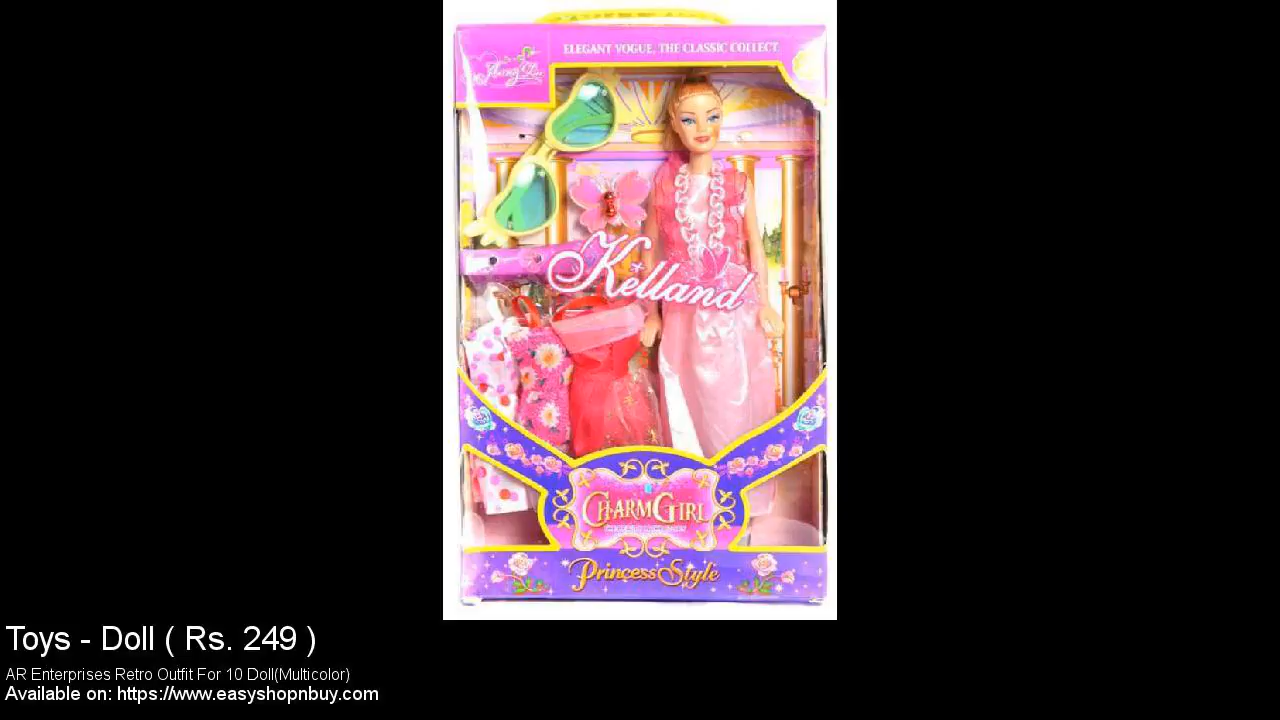 ELEGANT VOGUE, THE CLASSIC COLLECT
Kelland
CHARM GIRL
Princess Style
Toys - Doll ( Rs. 249 )
AR Enterprises Retro Outfit For 10 Doll(Multicolor)
Available on: https://www.easyshopnbuy.com